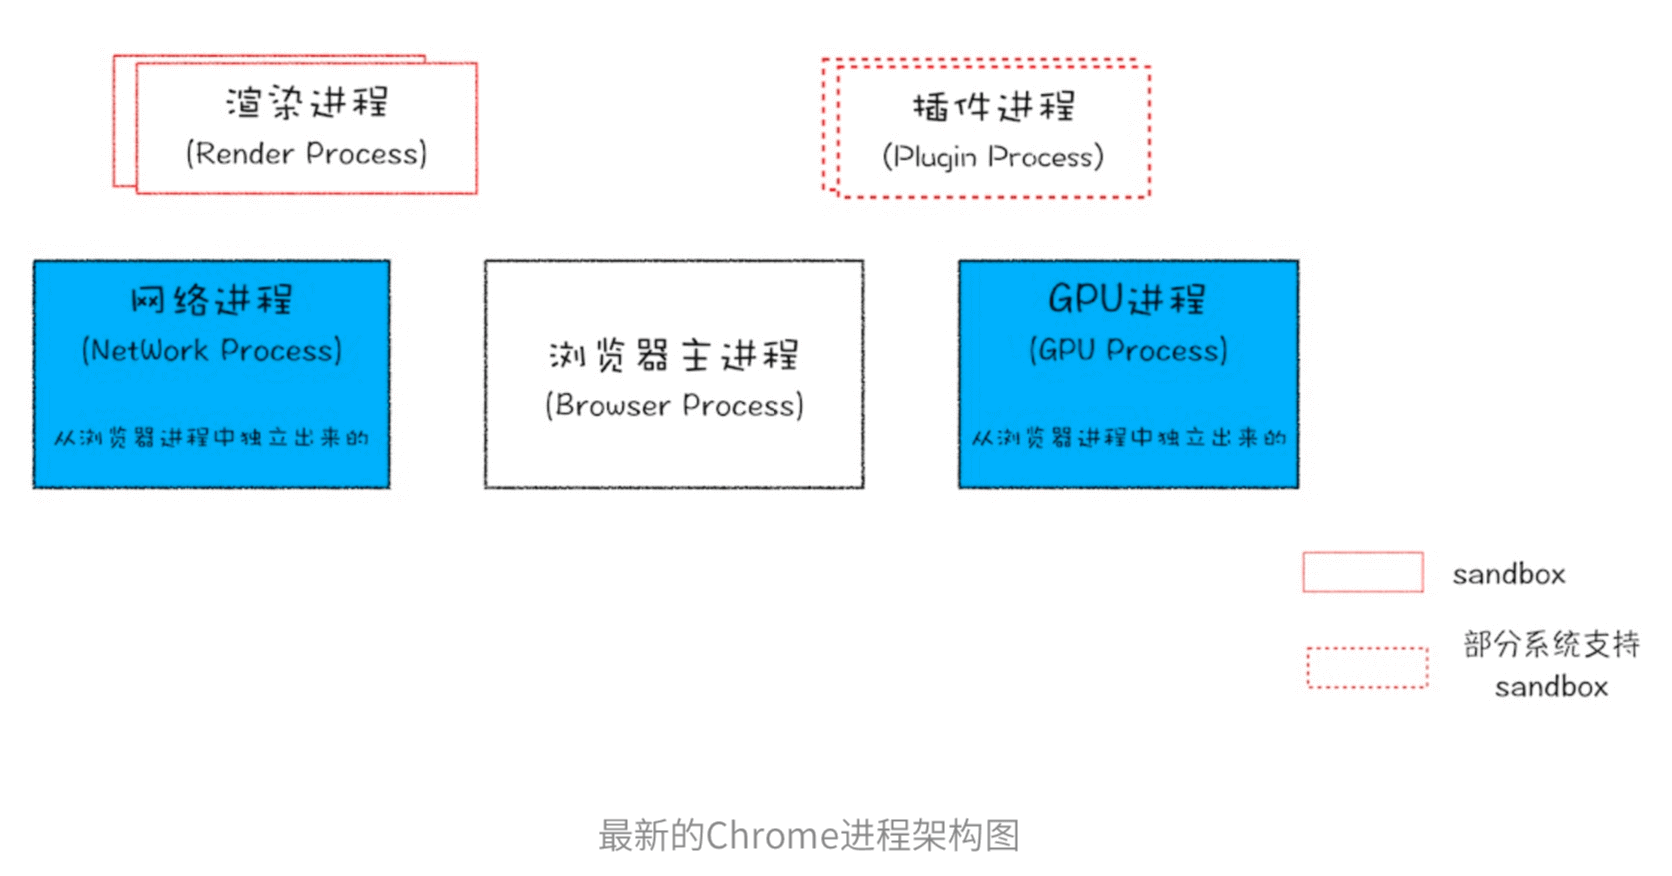 渲染进程
(Render Process)
插件进程
(Plugin Process)
网络进程
(NetWork Process)
从浏览器进程中独立出来的
浏览器主进程
(Browser Process)
GPU进程
(GPU Process)
从浏览器进程中独立出来的
sandbox
部分系统支持
sandbox
最新的Chrome进程架构图